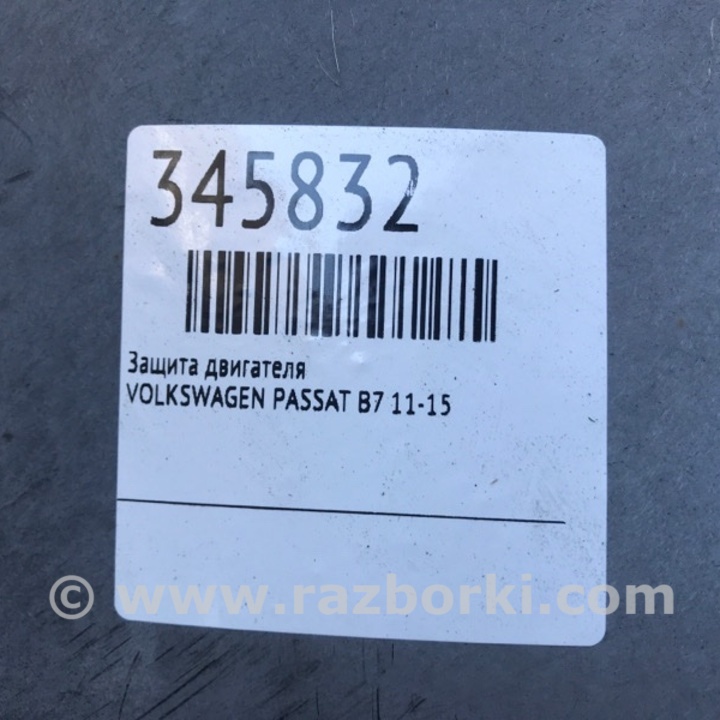 345832
Защита двигателя
VOLKSWAGEN PASSAT B7 11-15
© www.razborki.com